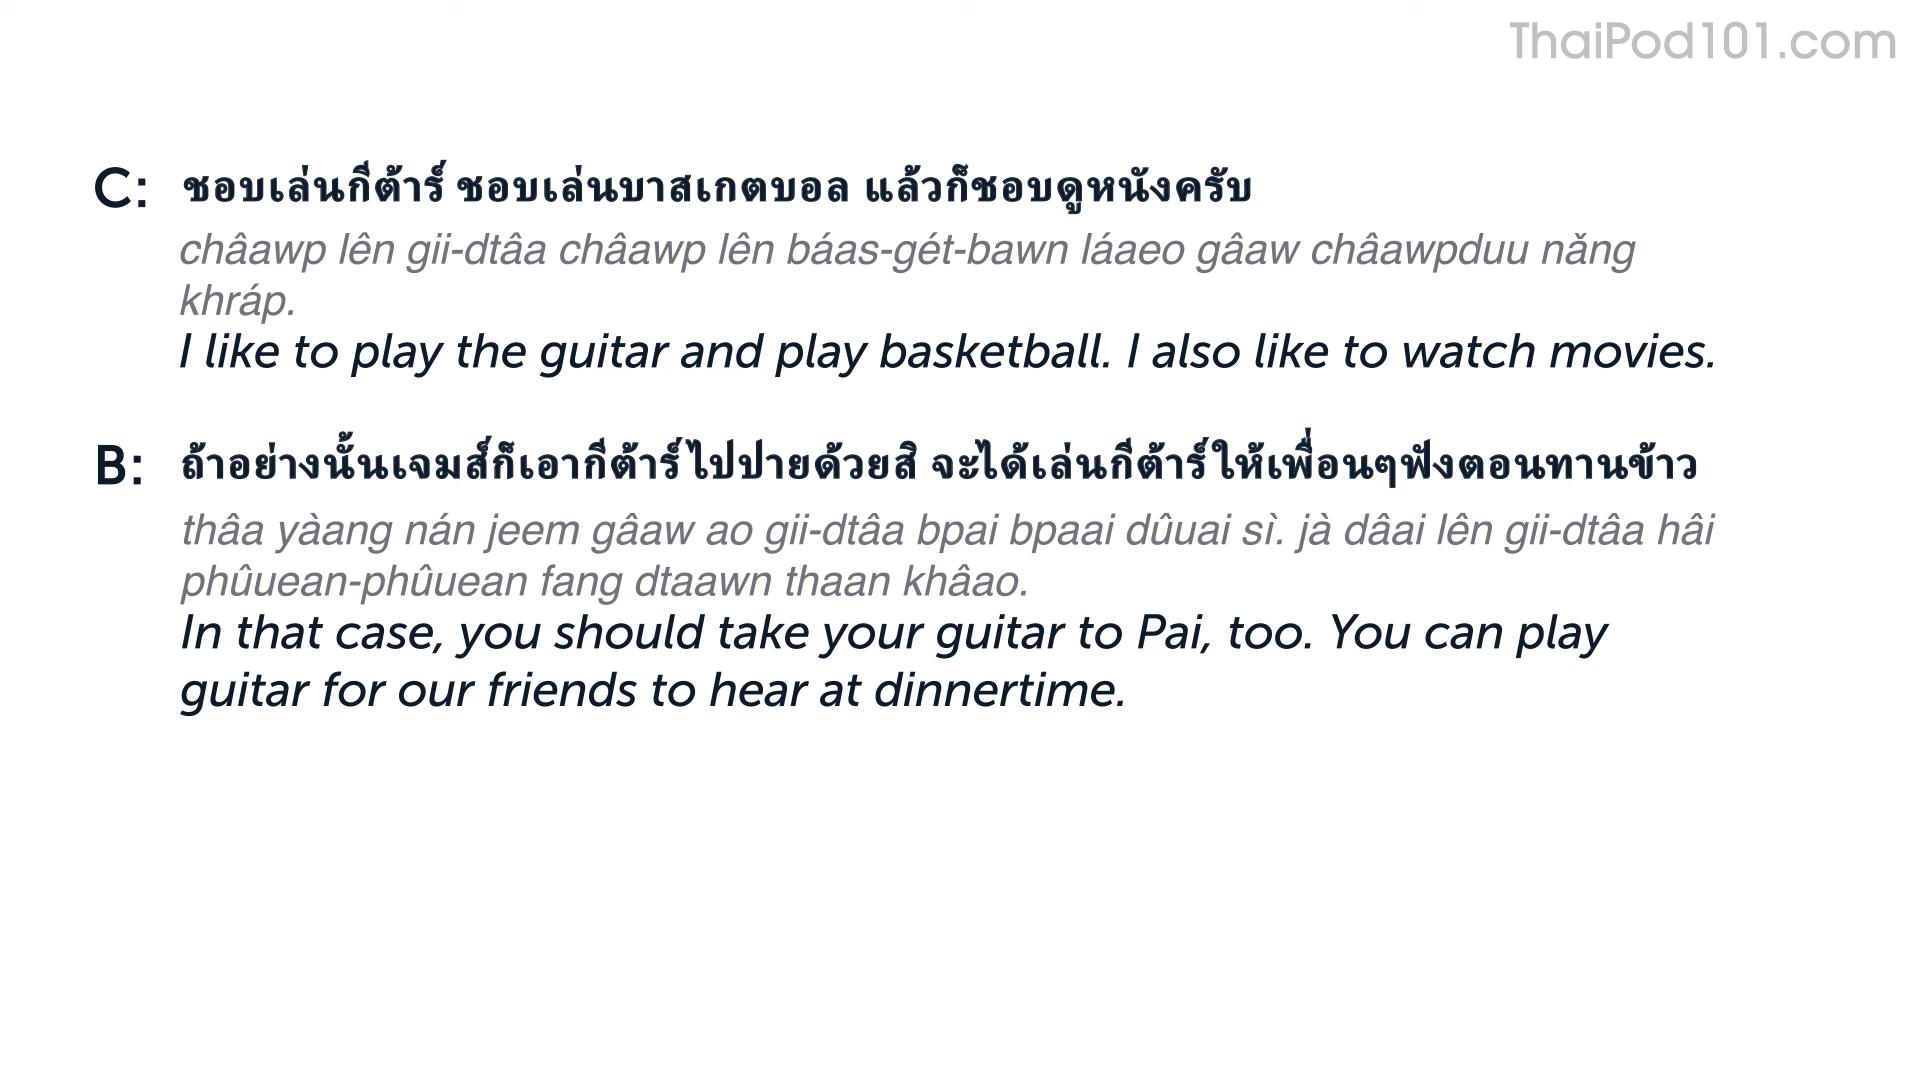 ThaiPod101.com
C: ชอบเล่นกีต้าร์ ชอบเล่นบาสเกตบอล แล้วก็ชอบดูหนังครับ
châawp lên gii-dtâa châawp lên báas-gét-bawn láaeo gâaw châawpduu nǎng
khráp.
I like to play the guitar and play basketball. I also like to watch movies.
B: ถ้าอย่างนั้นเจมส์ก็เอากีต้าร์ไปปายด้วยสิ จะได้เล่นกีต้าร์ให้เพื่อนๆฟังตอนทานข้าว
thâa yàang nán jeem gâaw ao gii-dtâa bpai bpaai dûuai sì. jà dâai lên gii-dtâa hâi
phûuean-phûuean fang dtaawn thaan khâao.
In that case, you should take your guitar to Pai, too. You can play
guitar for our friends to hear at dinnertime.